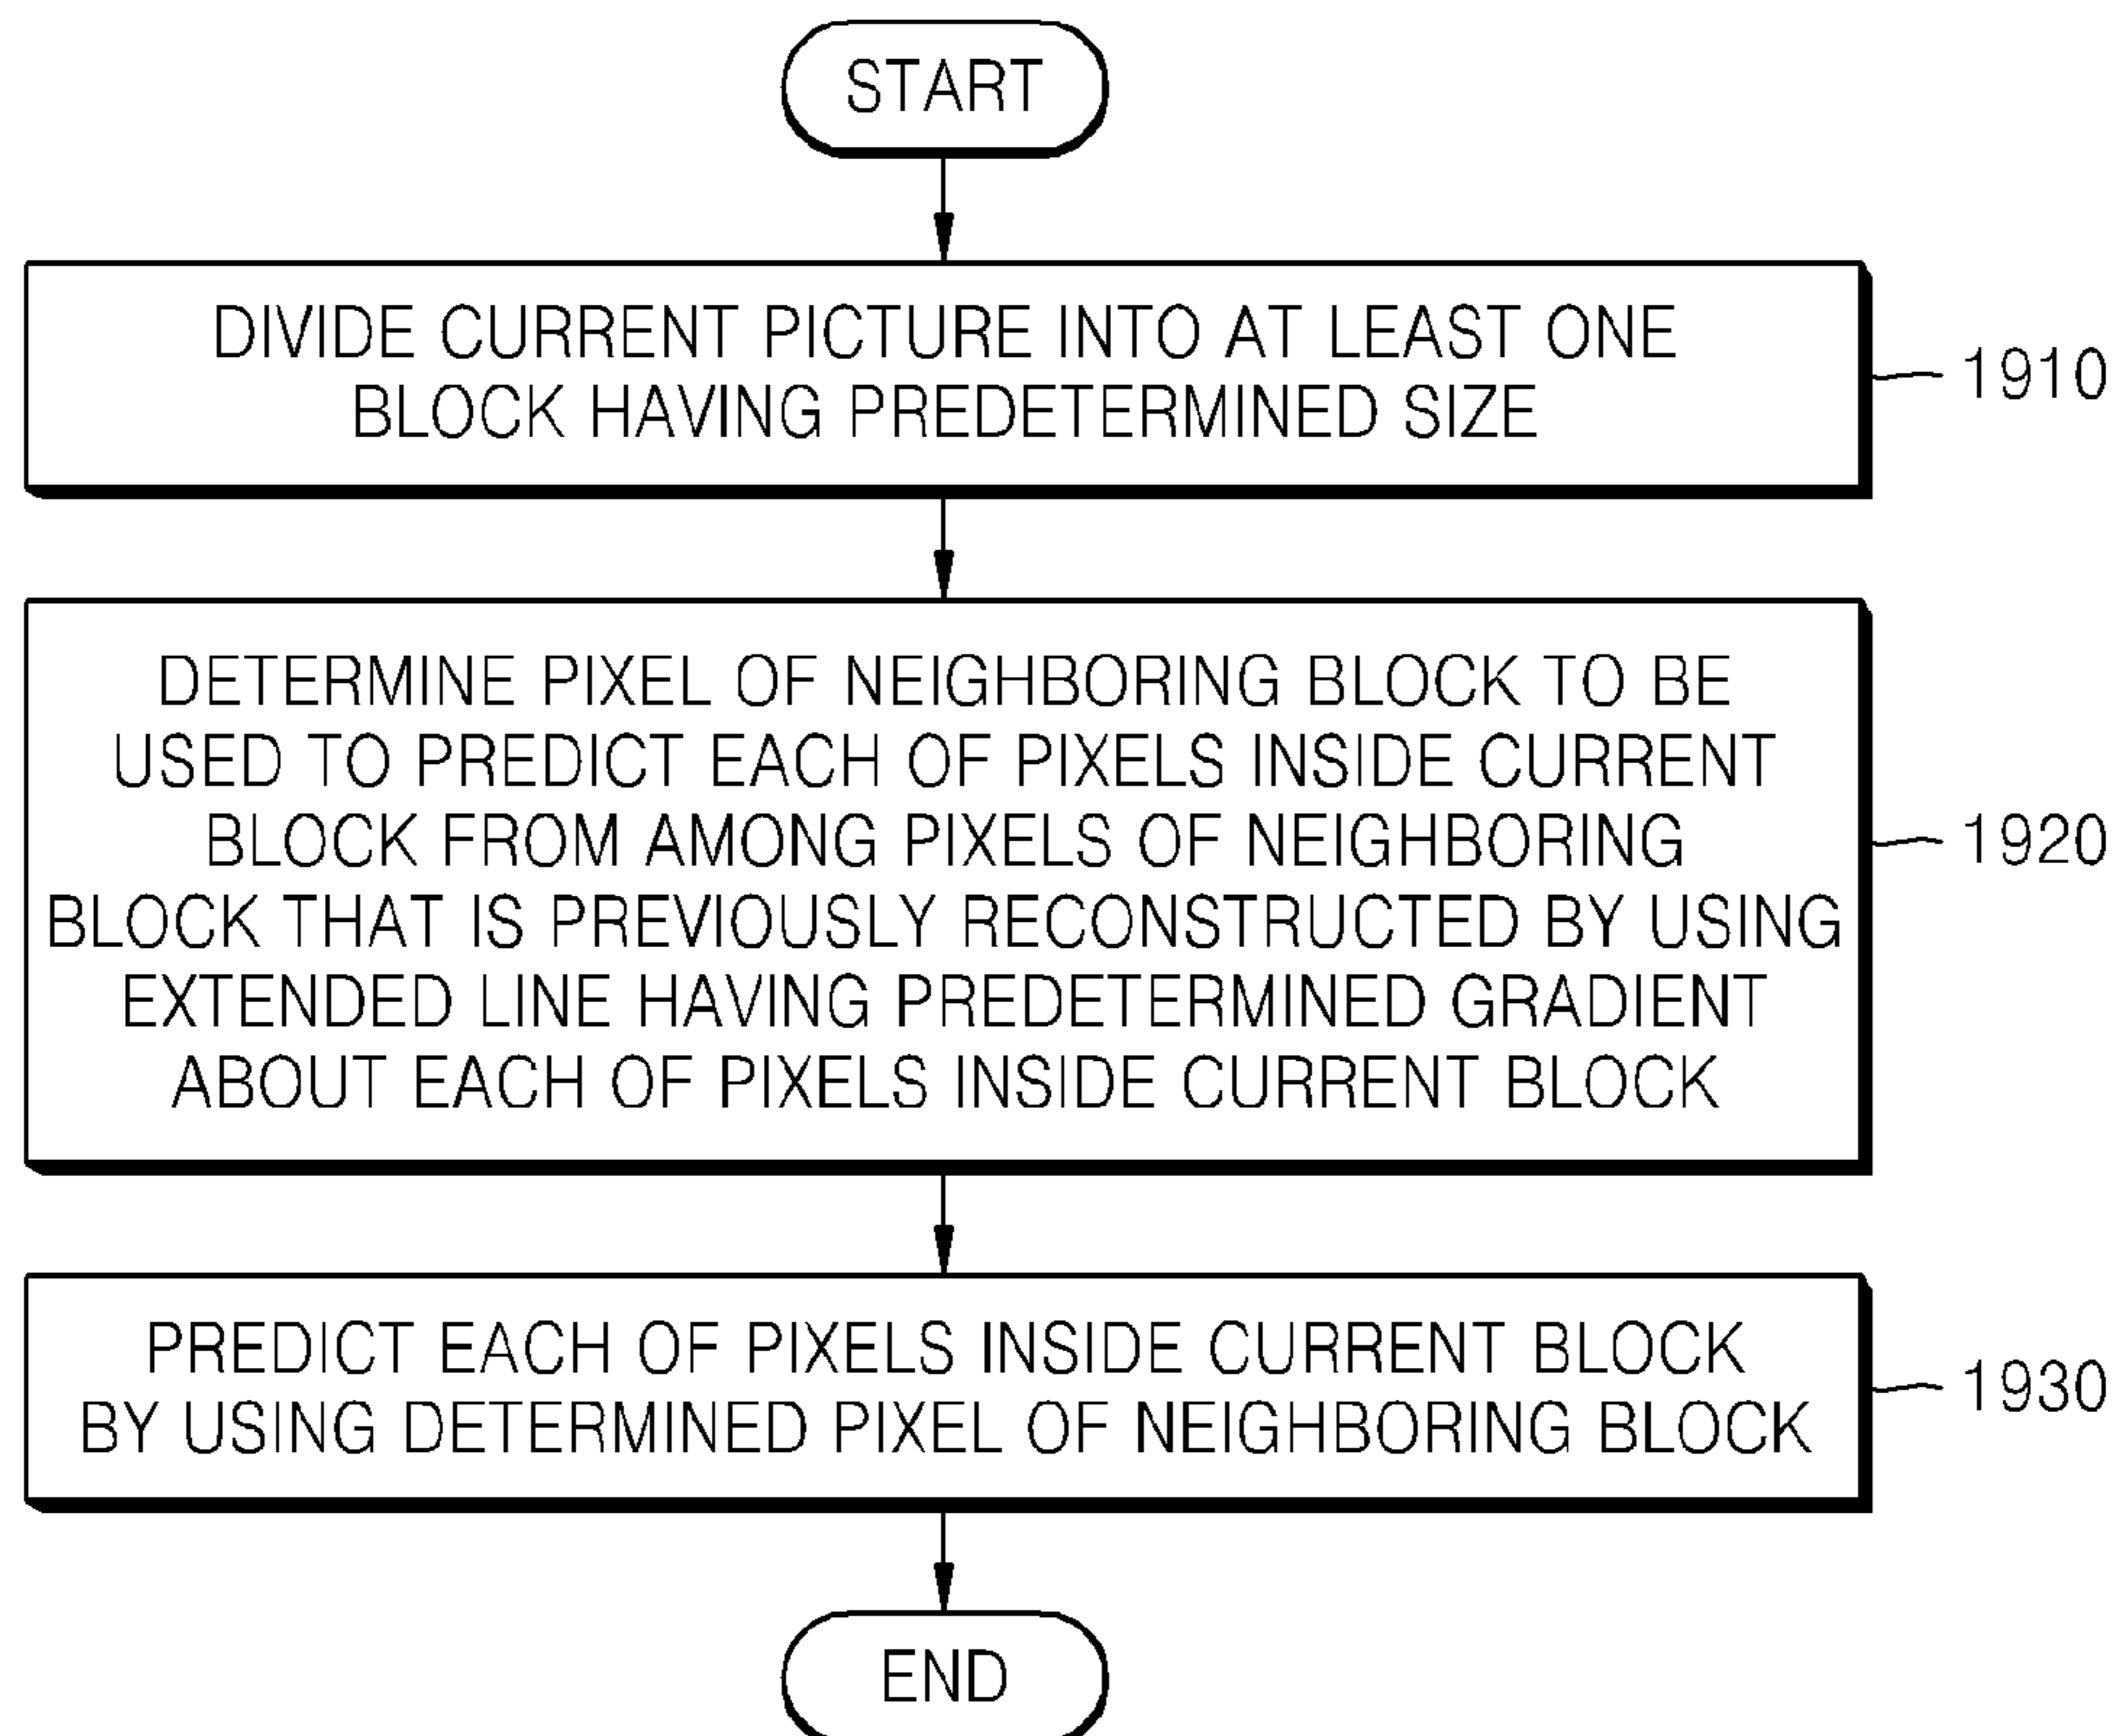 START
DIVIDE CURRENT PICTURE INTO AT LEAST ONE
BLOCK HAVING PREDETERMINED SIZE
1910
DETERMINE PIXEL OF NEIGHBORING BLOCK TO BE
USED TO PREDICT EACH OF PIXELS INSIDE CURRENT
BLOCK FROM AMONG PIXELS OF NEIGHBORING
BLOCK THAT IS PREVIOUSLY RECONSTRUCTED BY USING
EXTENDED LINE HAVING PREDETERMINED GRADIENT
ABOUT EACH OF PIXELS INSIDE CURRENT BLOCK
1920
PREDICT EACH OF PIXELS INSIDE CURRENT BLOCK
BY USING DETERMINED PIXEL OF NEIGHBORING BLOCK
1930
END